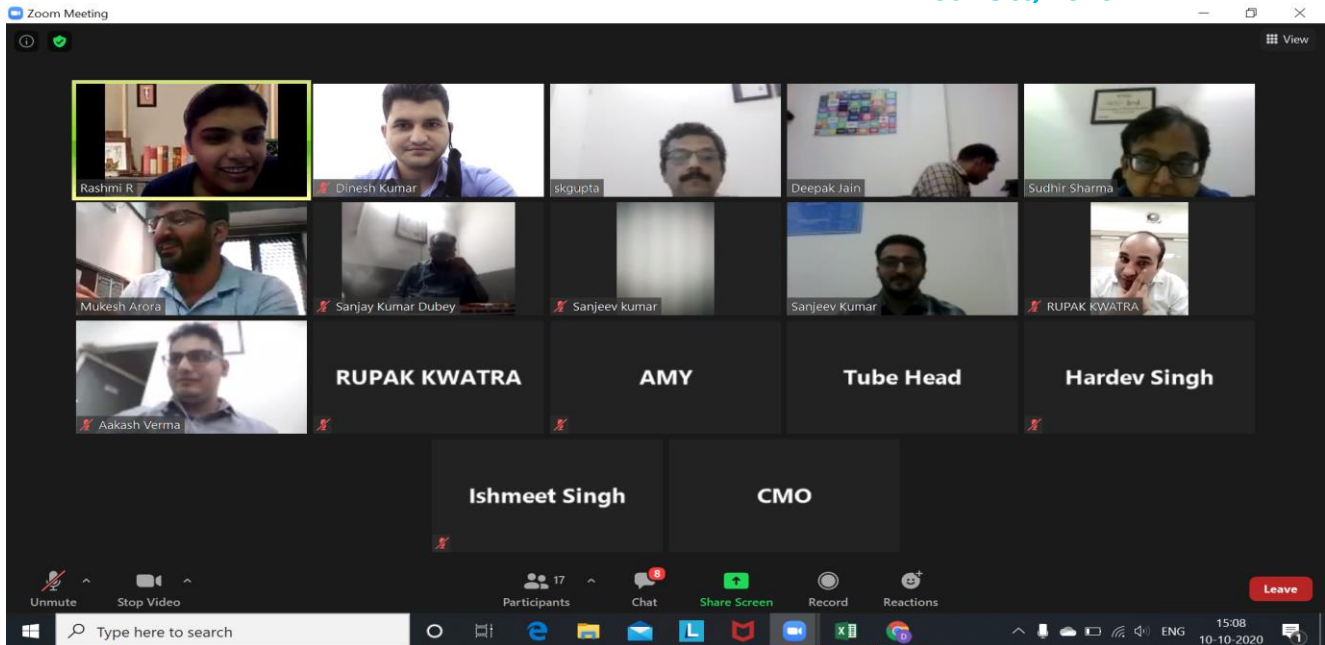 Zoom Meeting
View
Rashmi R
Dinesh Kumar
skgupta
Deepak Jain
Sudhir Sharma
Mukesh Arora
Sanjay Kumar Dubey
Sanjeev kumar
Sanjeev Kumar
RUPAK KWATRA
Aakash Verma
RUPAK KWATRA
AMY
Tube Head
Hardev Singh
Ishmeet Singh
CMO
17
8
Unmute
Stop Video
Participants
Chat
Share Screen
Record
Reactions
Leave
Type here to search
ENG
15:08
10-10-2020